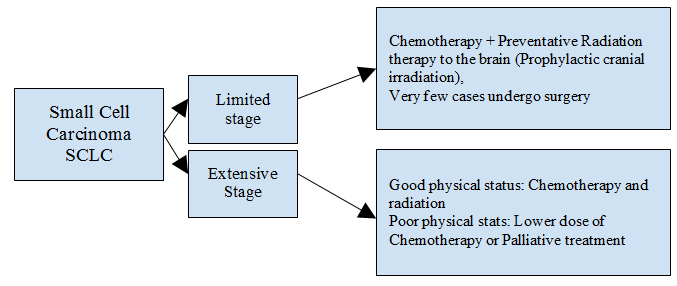 Small Cell
Carcinoma
SCLC
Limited
stage
Extensive
Stage
Chemotherapy + Preventative Radiation
therapy to the brain (Prophylactic cranial
irradiation),
Very few cases undergo surgery
Good physical status: Chemotherapy and
radiation
Poor physical stats: Lower dose of
Chemotherapy or Palliative treatment